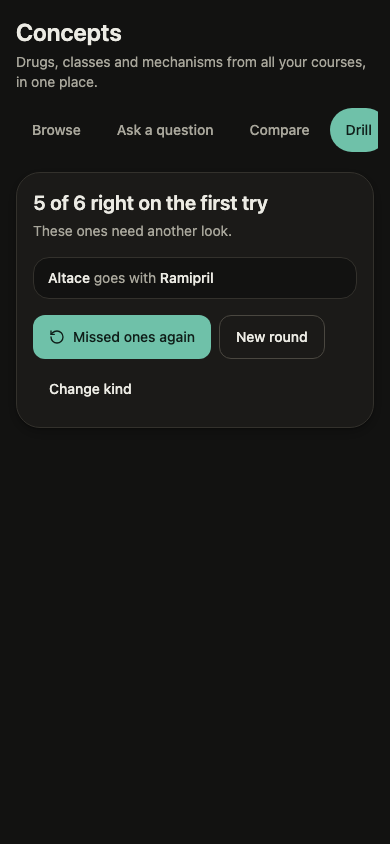 Concepts
Drugs, classes and mechanisms from all your courses,
in one place.
Browse
Ask a question
Compare
Drill
5 of 6 right on the first try
These ones need another look.
Altace goes with Ramipril
Missed ones again
New round
Change kind